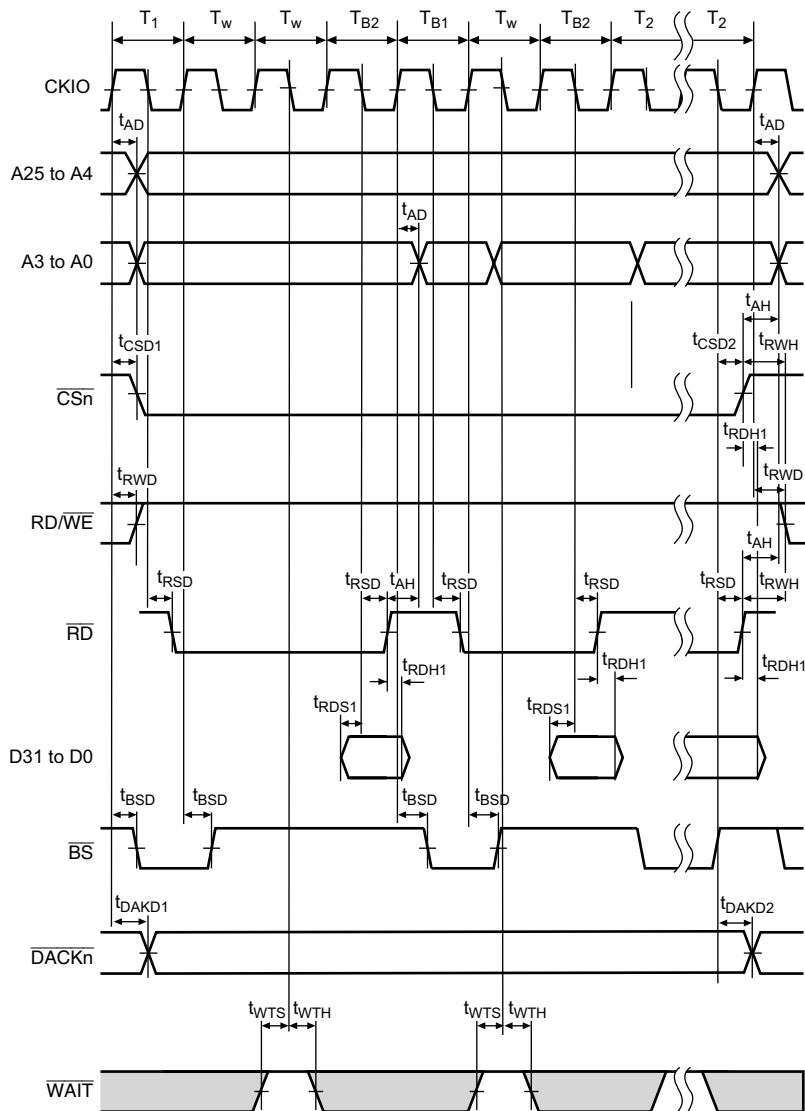 T1 Tw Tw TB2 TB1 Tw TB2 T2 T2
CKIO
tAD tAD
A25 to A4
tAD
A3 to A0
tAH
tCSD1 tCSD2 tRWH
CSn
tRDH1
tRWD tRWD
RD/WE
tAH
tRSD tRSD tAH tRSD tRSD tRSD tRWH
RD
tRDH1 tRDH1 tRDH1
tRDS1 tRDS1
D31 to D0
tBSD tBSD tBSD tBSD
BS
tDAKD1 tDAKD2
DACKn
tWTS tWTH tWTS tWTH
WAIT